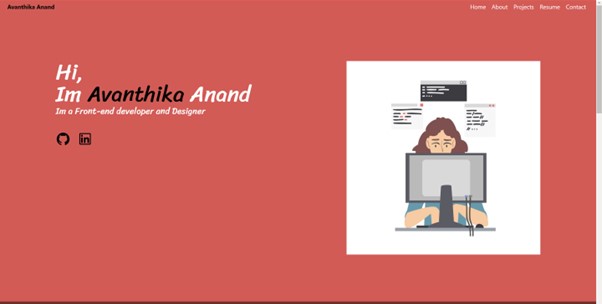 Avanthika Anand
Home About Projects Resume Contact
Hi,
Im Avanthika Anand
Im a Front-end developer and Designer